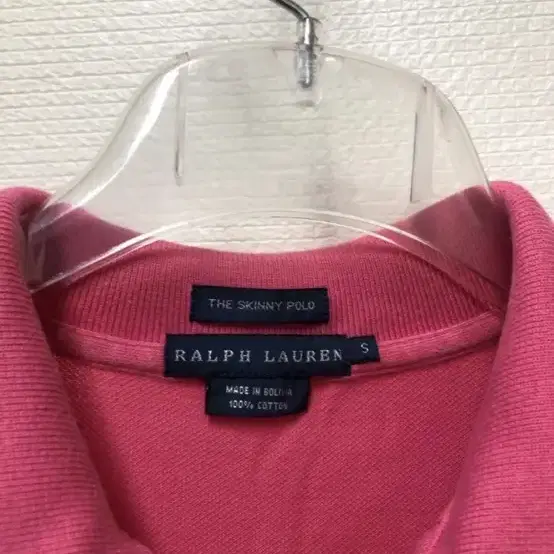 THE SKINNY POLO
RALPH LAUREN
S
MADE IN BOLIVIA
100% COTTON